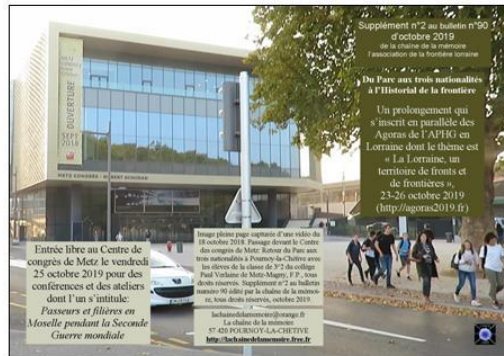 Supplément n°2 au bulletin n°90
d'octobre 2019
de la chaîne de la mémoire
l'association de la frontière lorraine
Du Parc aux trois nationalités
à l'Historial de la frontière
Un prolongement qui
s'inscrit en parallèle des
Agoras de l'APHG en
Lorraine dont le thème est
« La Lorraine, un
territoire de fronts et
de frontières »,
23-26 octobre 2019
(http://agoras2019.fr)
OUVERTURE
SEPT
2018
METZ CONGRÈS ROBERT SCHUMAN
Entrée libre au Centre de
congrès de Metz le vendredi
25 octobre 2019 pour des
conférences et des ateliers
dont l'un s'intitule:
Passeurs et filières en
Moselle pendant la Seconde
Guerre mondiale
Image pleine page capturée d'une vidéo du
18 octobre 2018. Passage devant le Centre
des congrès de Metz: Retour du Parc aux
trois nationalités à Pournoy-la-Chétive avec
les élèves de la classe de 3°2 du collège
Paul Verlaine de Metz-Magny, F.P., tous
droits réservés. Supplément n°2 au bulletin
numéro 90 édité par la chaîne de la mémoi-
re, tous droits réservés, octobre 2019.
lachainedelamemoire@orange.fr
La chaîne de la mémoire
57 420 POURNOY-LA-CHETIVE
http://lachainedelamemoire.free.fr